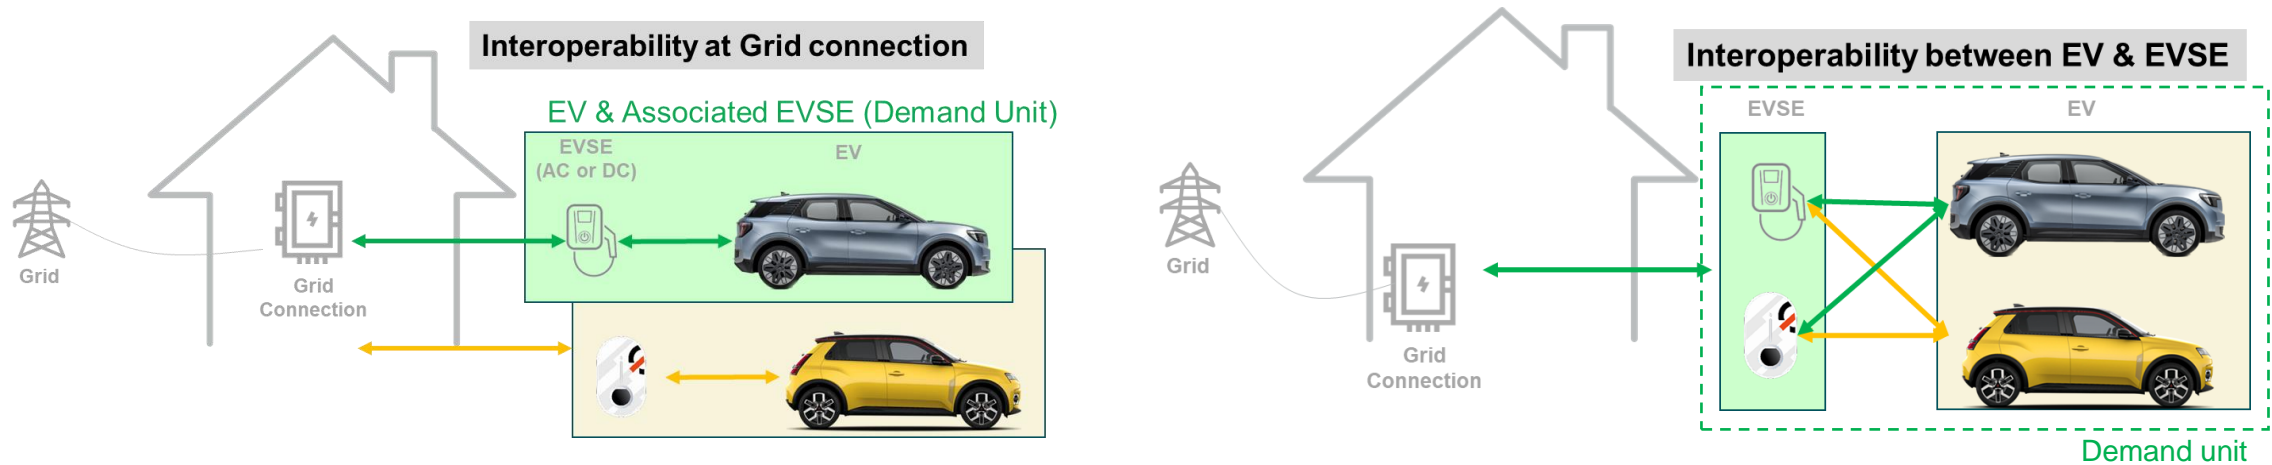 Interoperability at Grid connection
EV & Associated EVSE (Demand Unit)
EVSE
(AC or DC)
EV
Grid
Grid
Connection
Interoperability between EV & EVSE
EVSE
EV
Grid
Grid
Connection
Demand unit